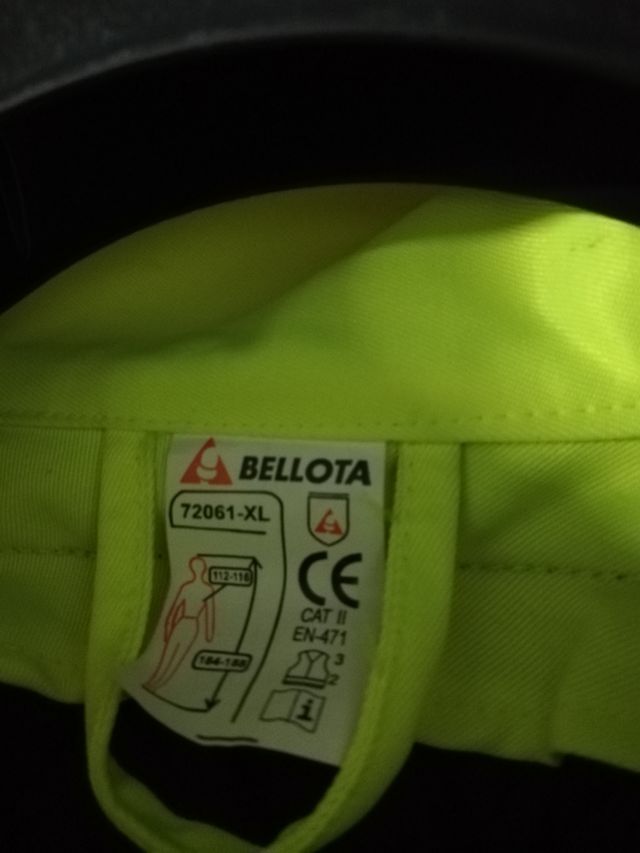 BELLOTA
72061-XL
112-116
CE
CAT II
EN-471
184-188
3
2
i